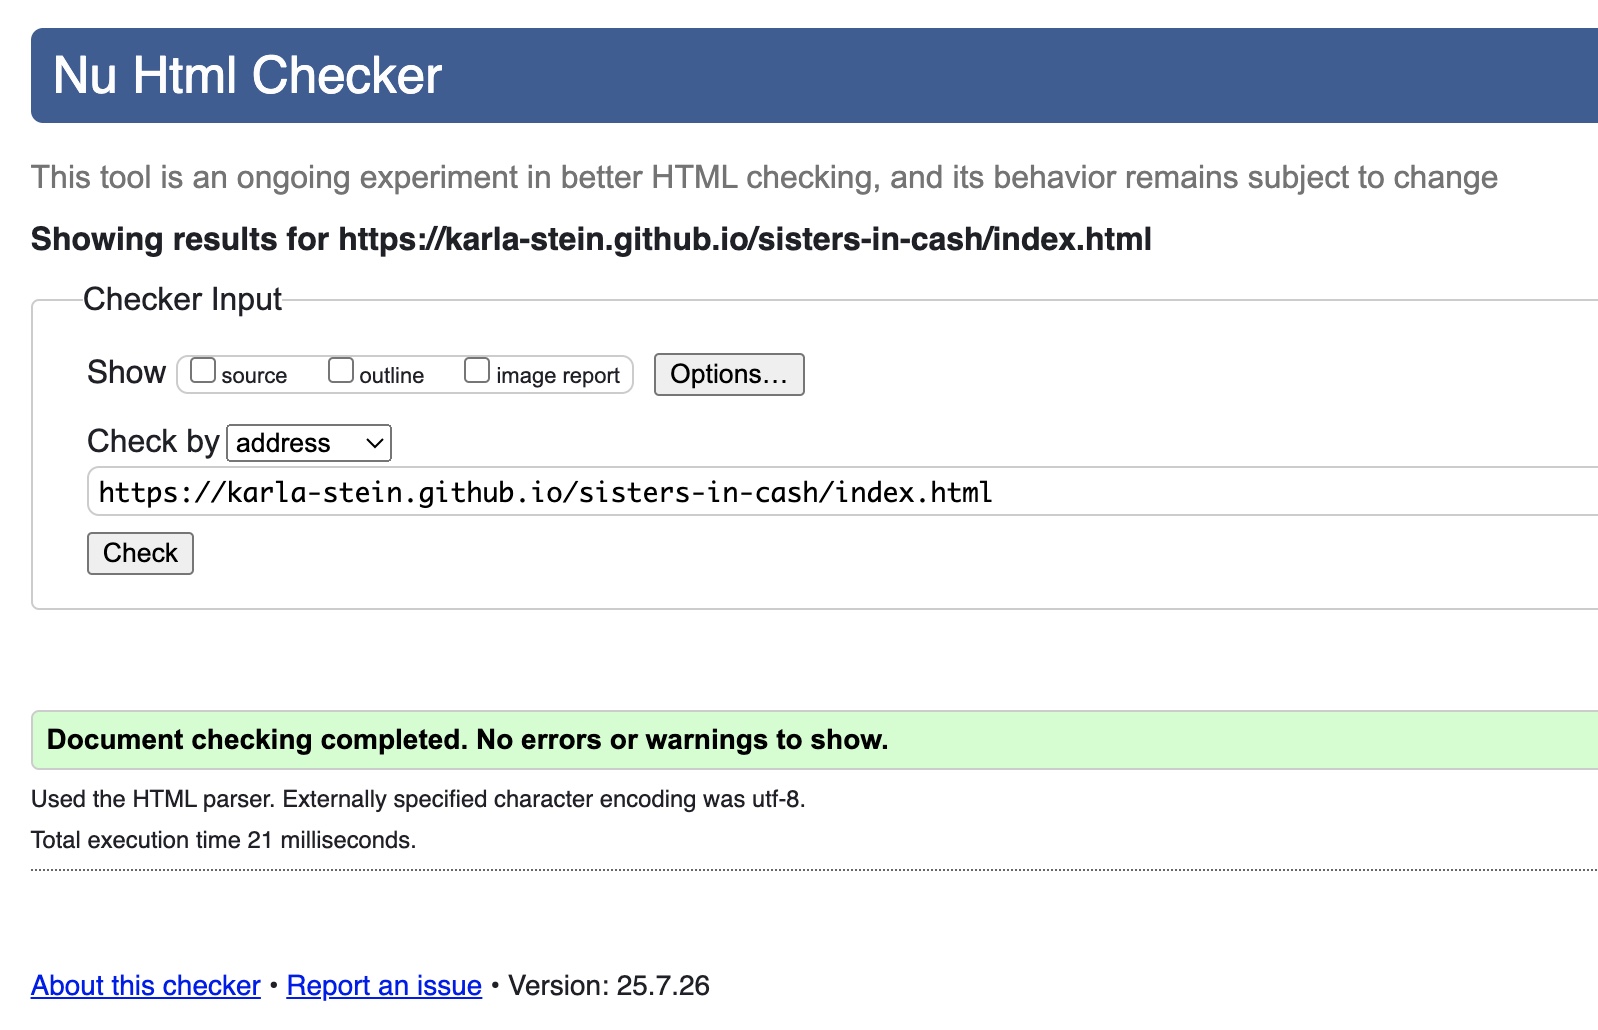 Nu Html Checker
This tool is an ongoing experiment in better HTML checking, and its behavior remains subject to change
Showing results for https://karla-stein.github.io/sisters-in-cash/index.html
Checker Input
Show source outline image report Options…
Check by address
https://karla-stein.github.io/sisters-in-cash/index.html
Check
Document checking completed. No errors or warnings to show.
Used the HTML parser. Externally specified character encoding was utf-8.
Total execution time 21 milliseconds.
About this checker • Report an issue • Version: 25.7.26